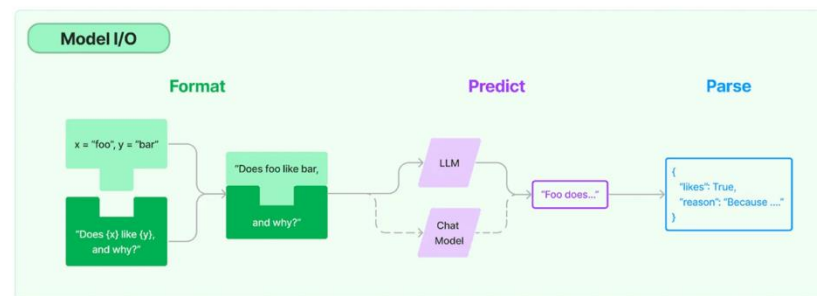 Model I/O
Format
Predict
Parse
x = "foo", y = "bar"
"Does {x} like {y},
and why?"
"Does foo like bar,
and why?"
LLM
Chat
Model
"Foo does..."
{
"likes": True,
"reason": "Because ...."
}